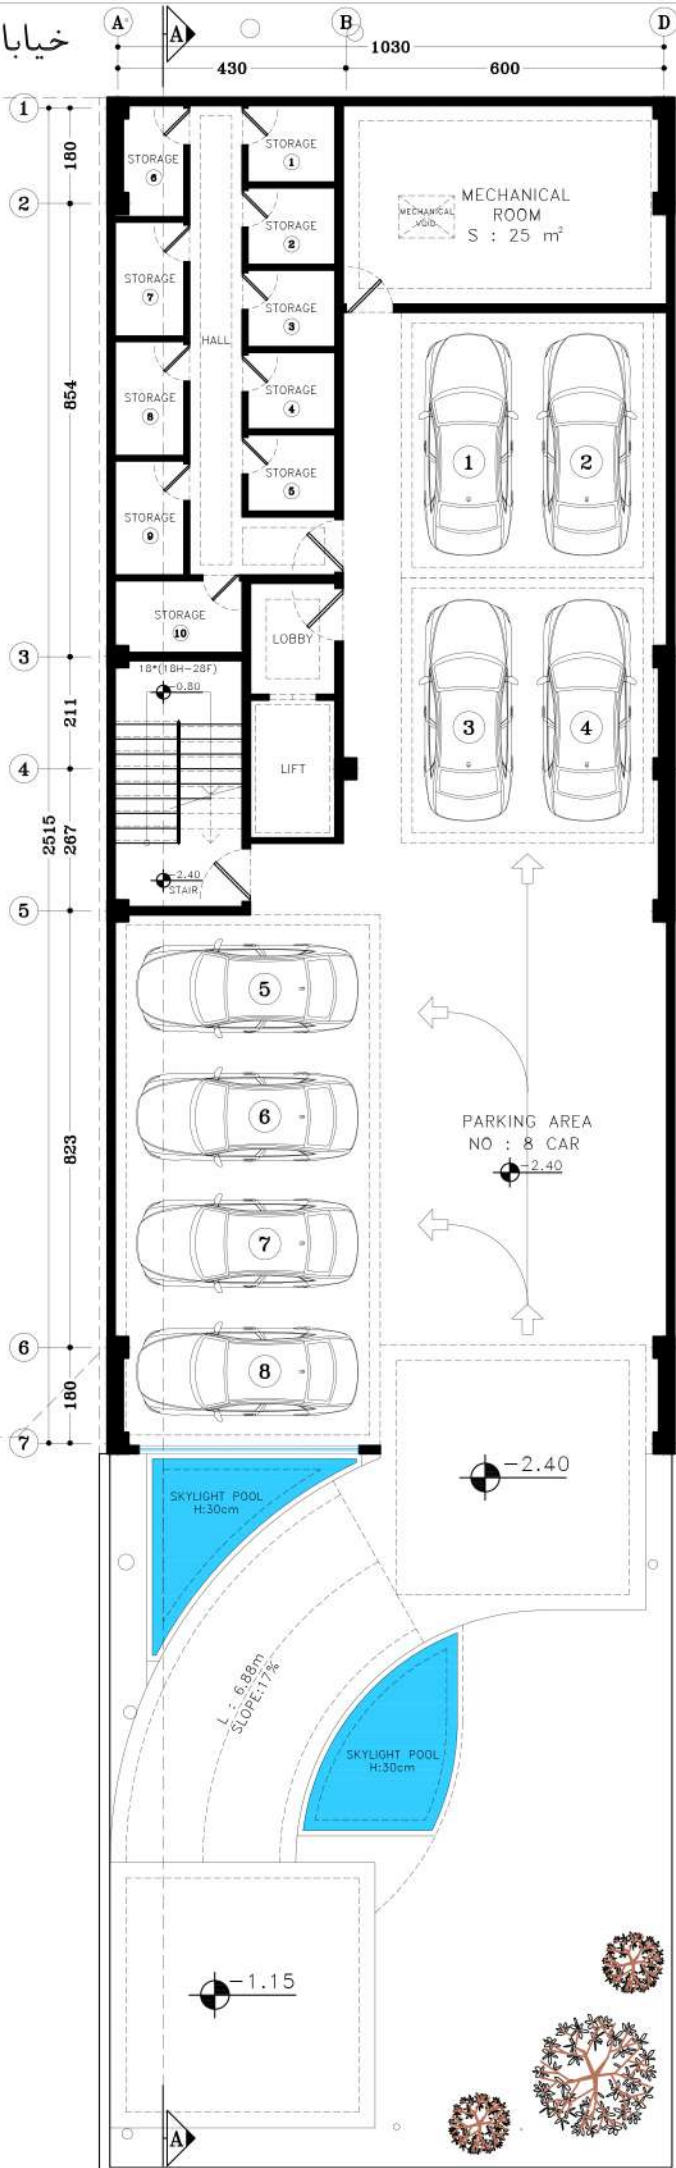 خیابا
A B D
A
1030
430 600
1
180
STORAGE
6
STORAGE
1
2
STORAGE
2
MECHANICAL
ROOM
S : 25 m²
MECHANICAL
VOID
STORAGE
7
STORAGE
3
HALL
854
STORAGE
8
STORAGE
4
1 2
STORAGE
5
STORAGE
9
STORAGE
10
LOBBY
3
18*(18H-28F)
-0.80
211
3 4
4
LIFT
2515
267
-2.40
STAIR
5
5
6
PARKING AREA
NO : 8 CAR
-2.40
823
7
6
8
180
7
-2.40
SKYLIGHT POOL
H:30cm
L : 6.88m
SLOPE:17%
SKYLIGHT POOL
H:30cm
-1.15
A